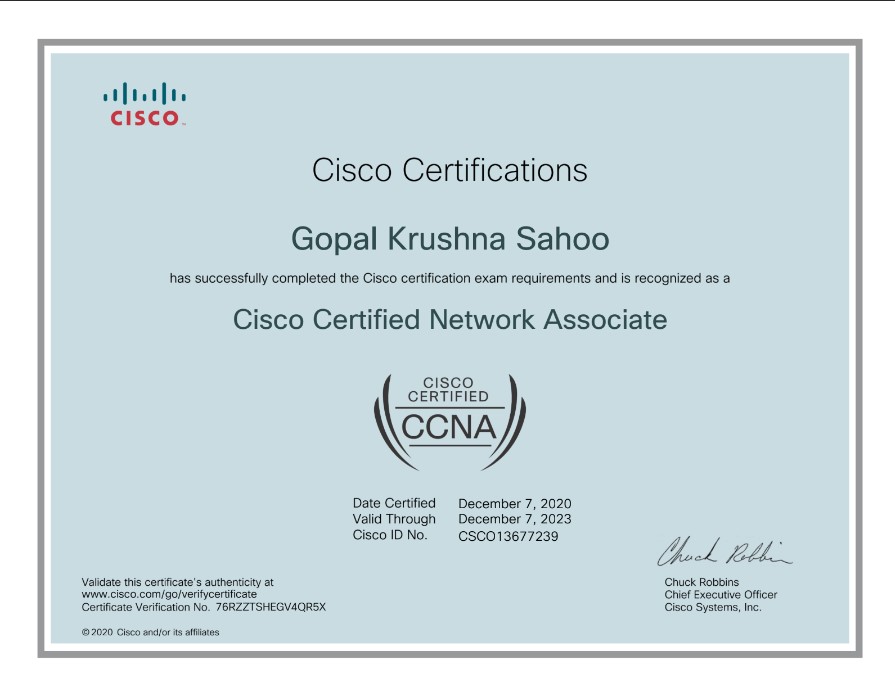 CISCO™
Cisco Certifications
Gopal Krushna Sahoo
has successfully completed the Cisco certification exam requirements and is recognized as a
Cisco Certified Network Associate
CISCO
CERTIFIED
CCNA
Date Certified December 7, 2020
Valid Through December 7, 2023
Cisco ID No. CSCO13677239
Chuck Robbins
Validate this certificate's authenticity at
www.cisco.com/go/verifycertificate
Certificate Verification No. 76RZZTSHEGV4QR5X
Chuck Robbins
Chief Executive Officer
Cisco Systems, Inc.
© 2020 Cisco and/or its affiliates